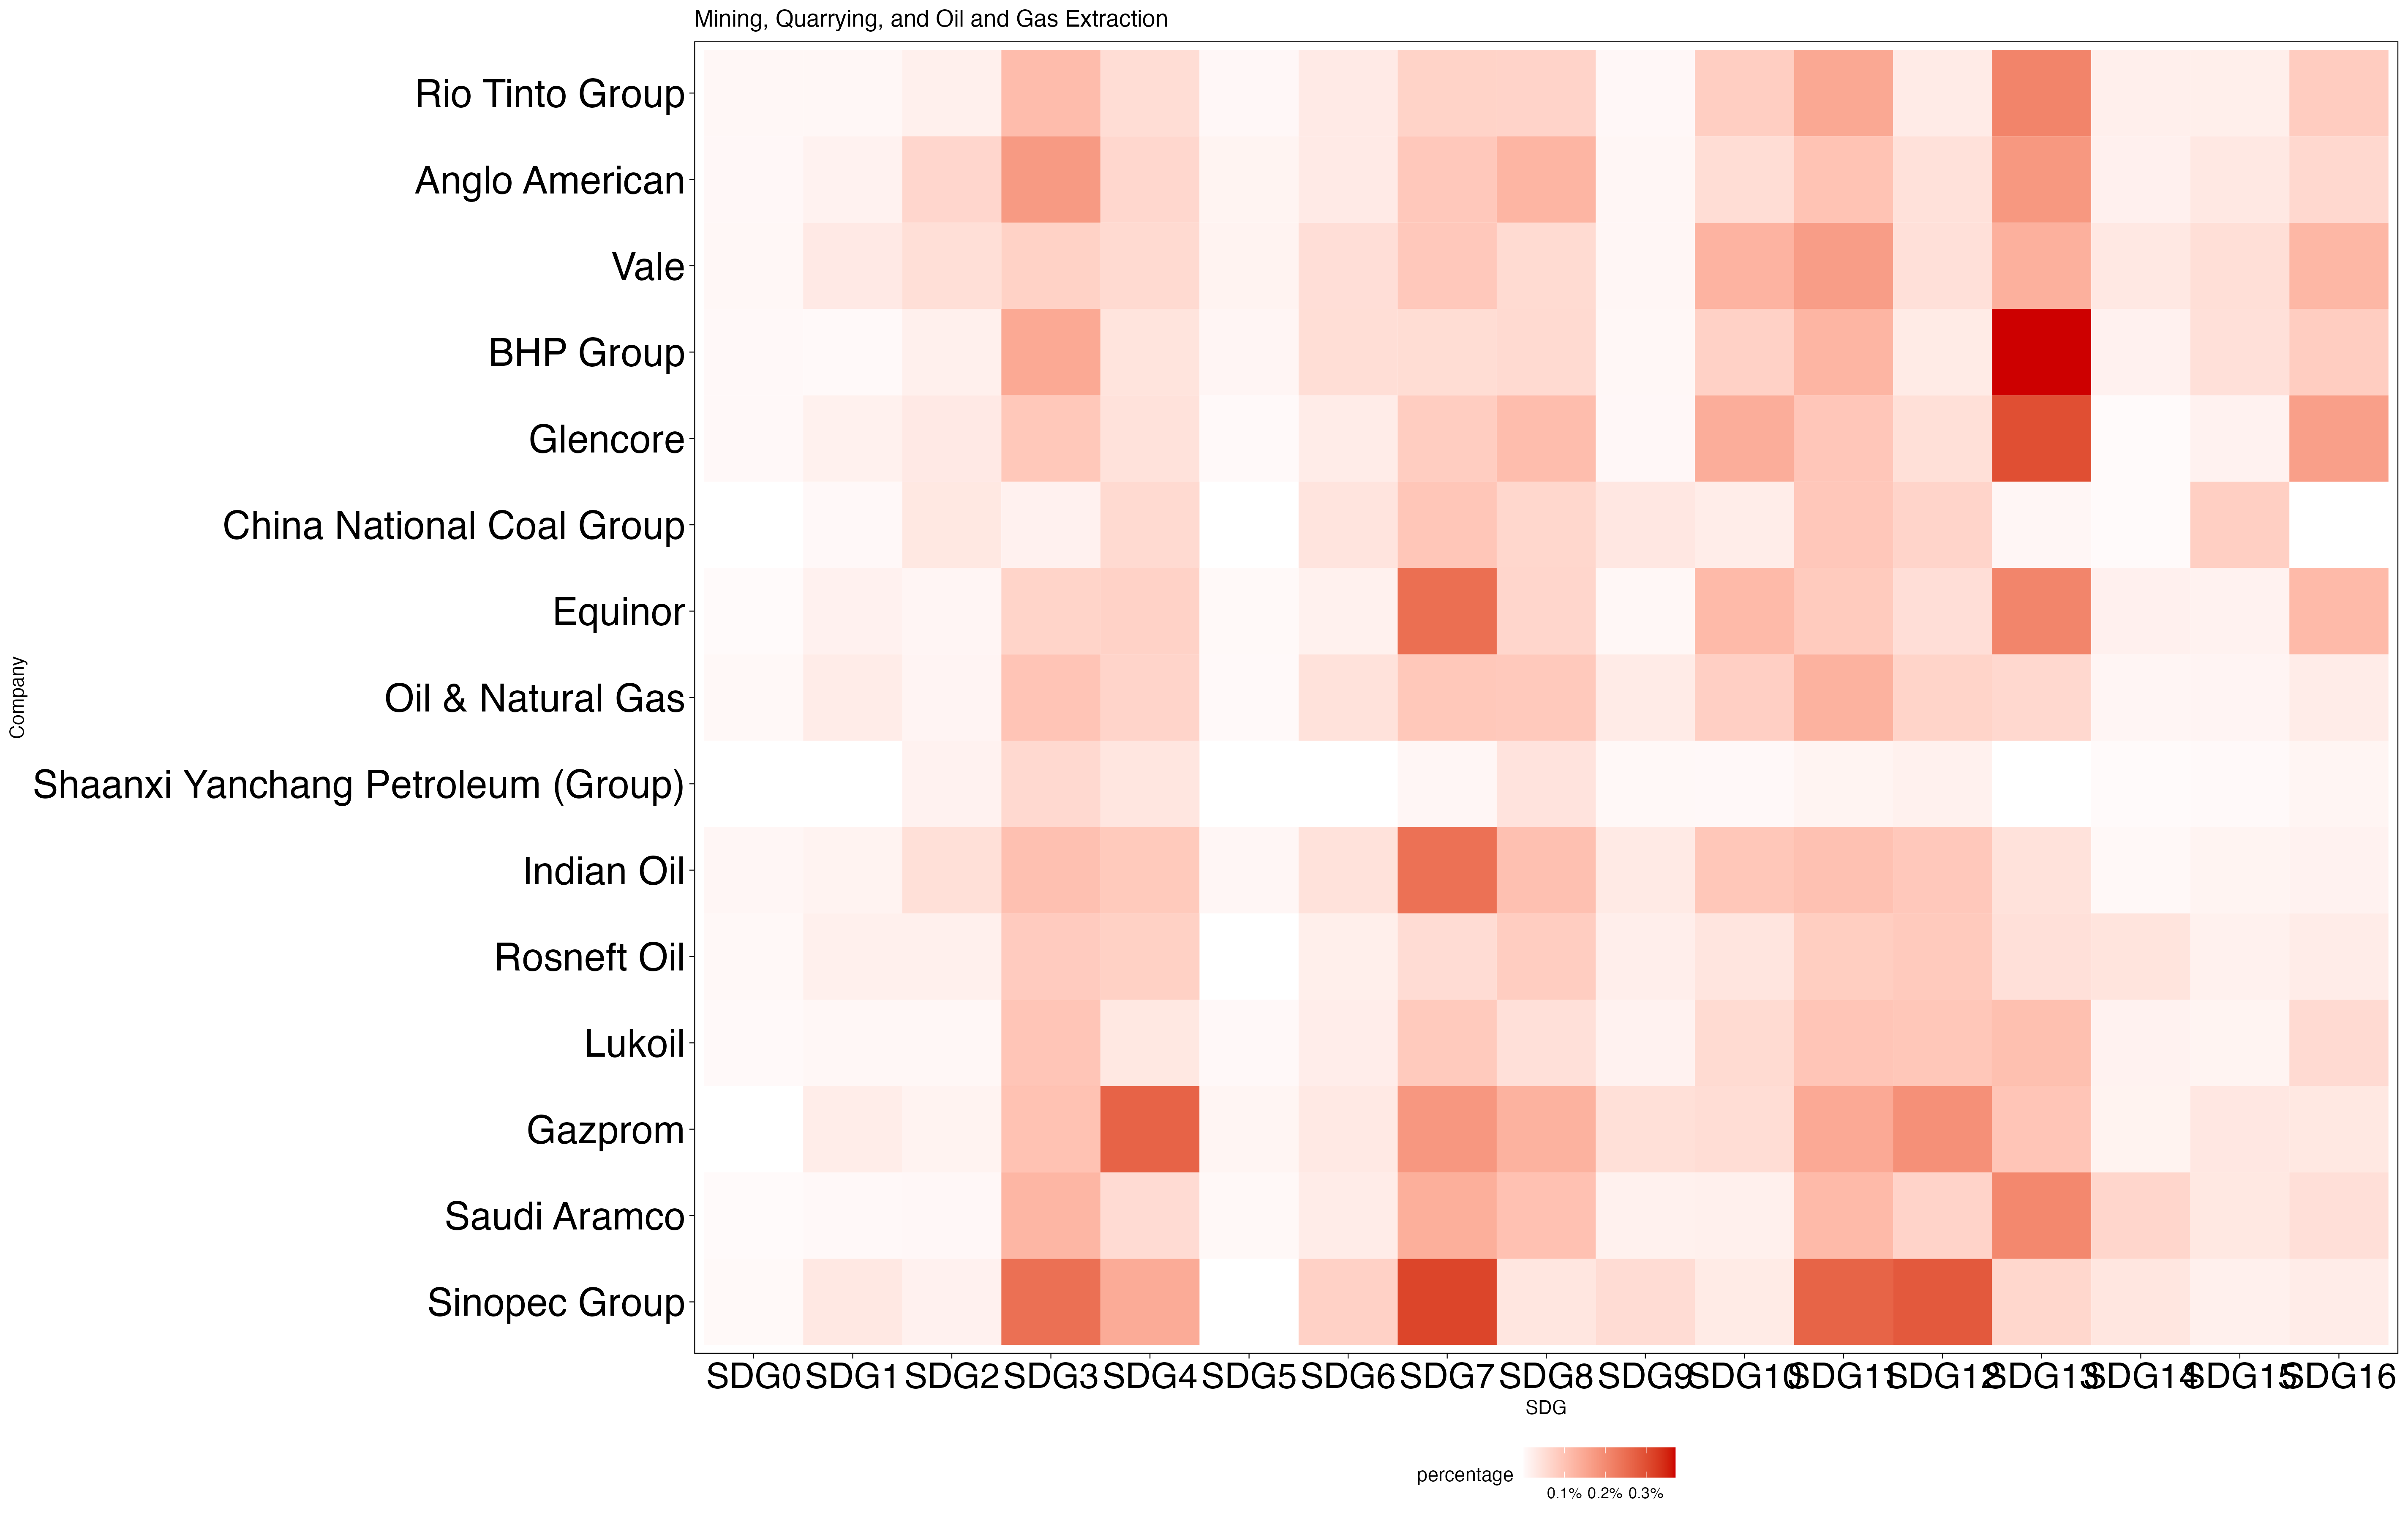 Mining, Quarrying, and Oil and Gas Extraction
Rio Tinto Group
Anglo American
Vale
BHP Group
Glencore
China National Coal Group
Equinor
Oil & Natural Gas
Shaanxi Yanchang Petroleum (Group)
Indian Oil
Rosneft Oil
Lukoil
Gazprom
Saudi Aramco
Sinopec Group
Company
SDG0 SDG1 SDG2 SDG3 SDG4 SDG5 SDG6 SDG7 SDG8 SDG9 SDG10 SDG11 SDG12 SDG13 SDG14 SDG15 SDG16
SDG
percentage
0.1% 0.2% 0.3%